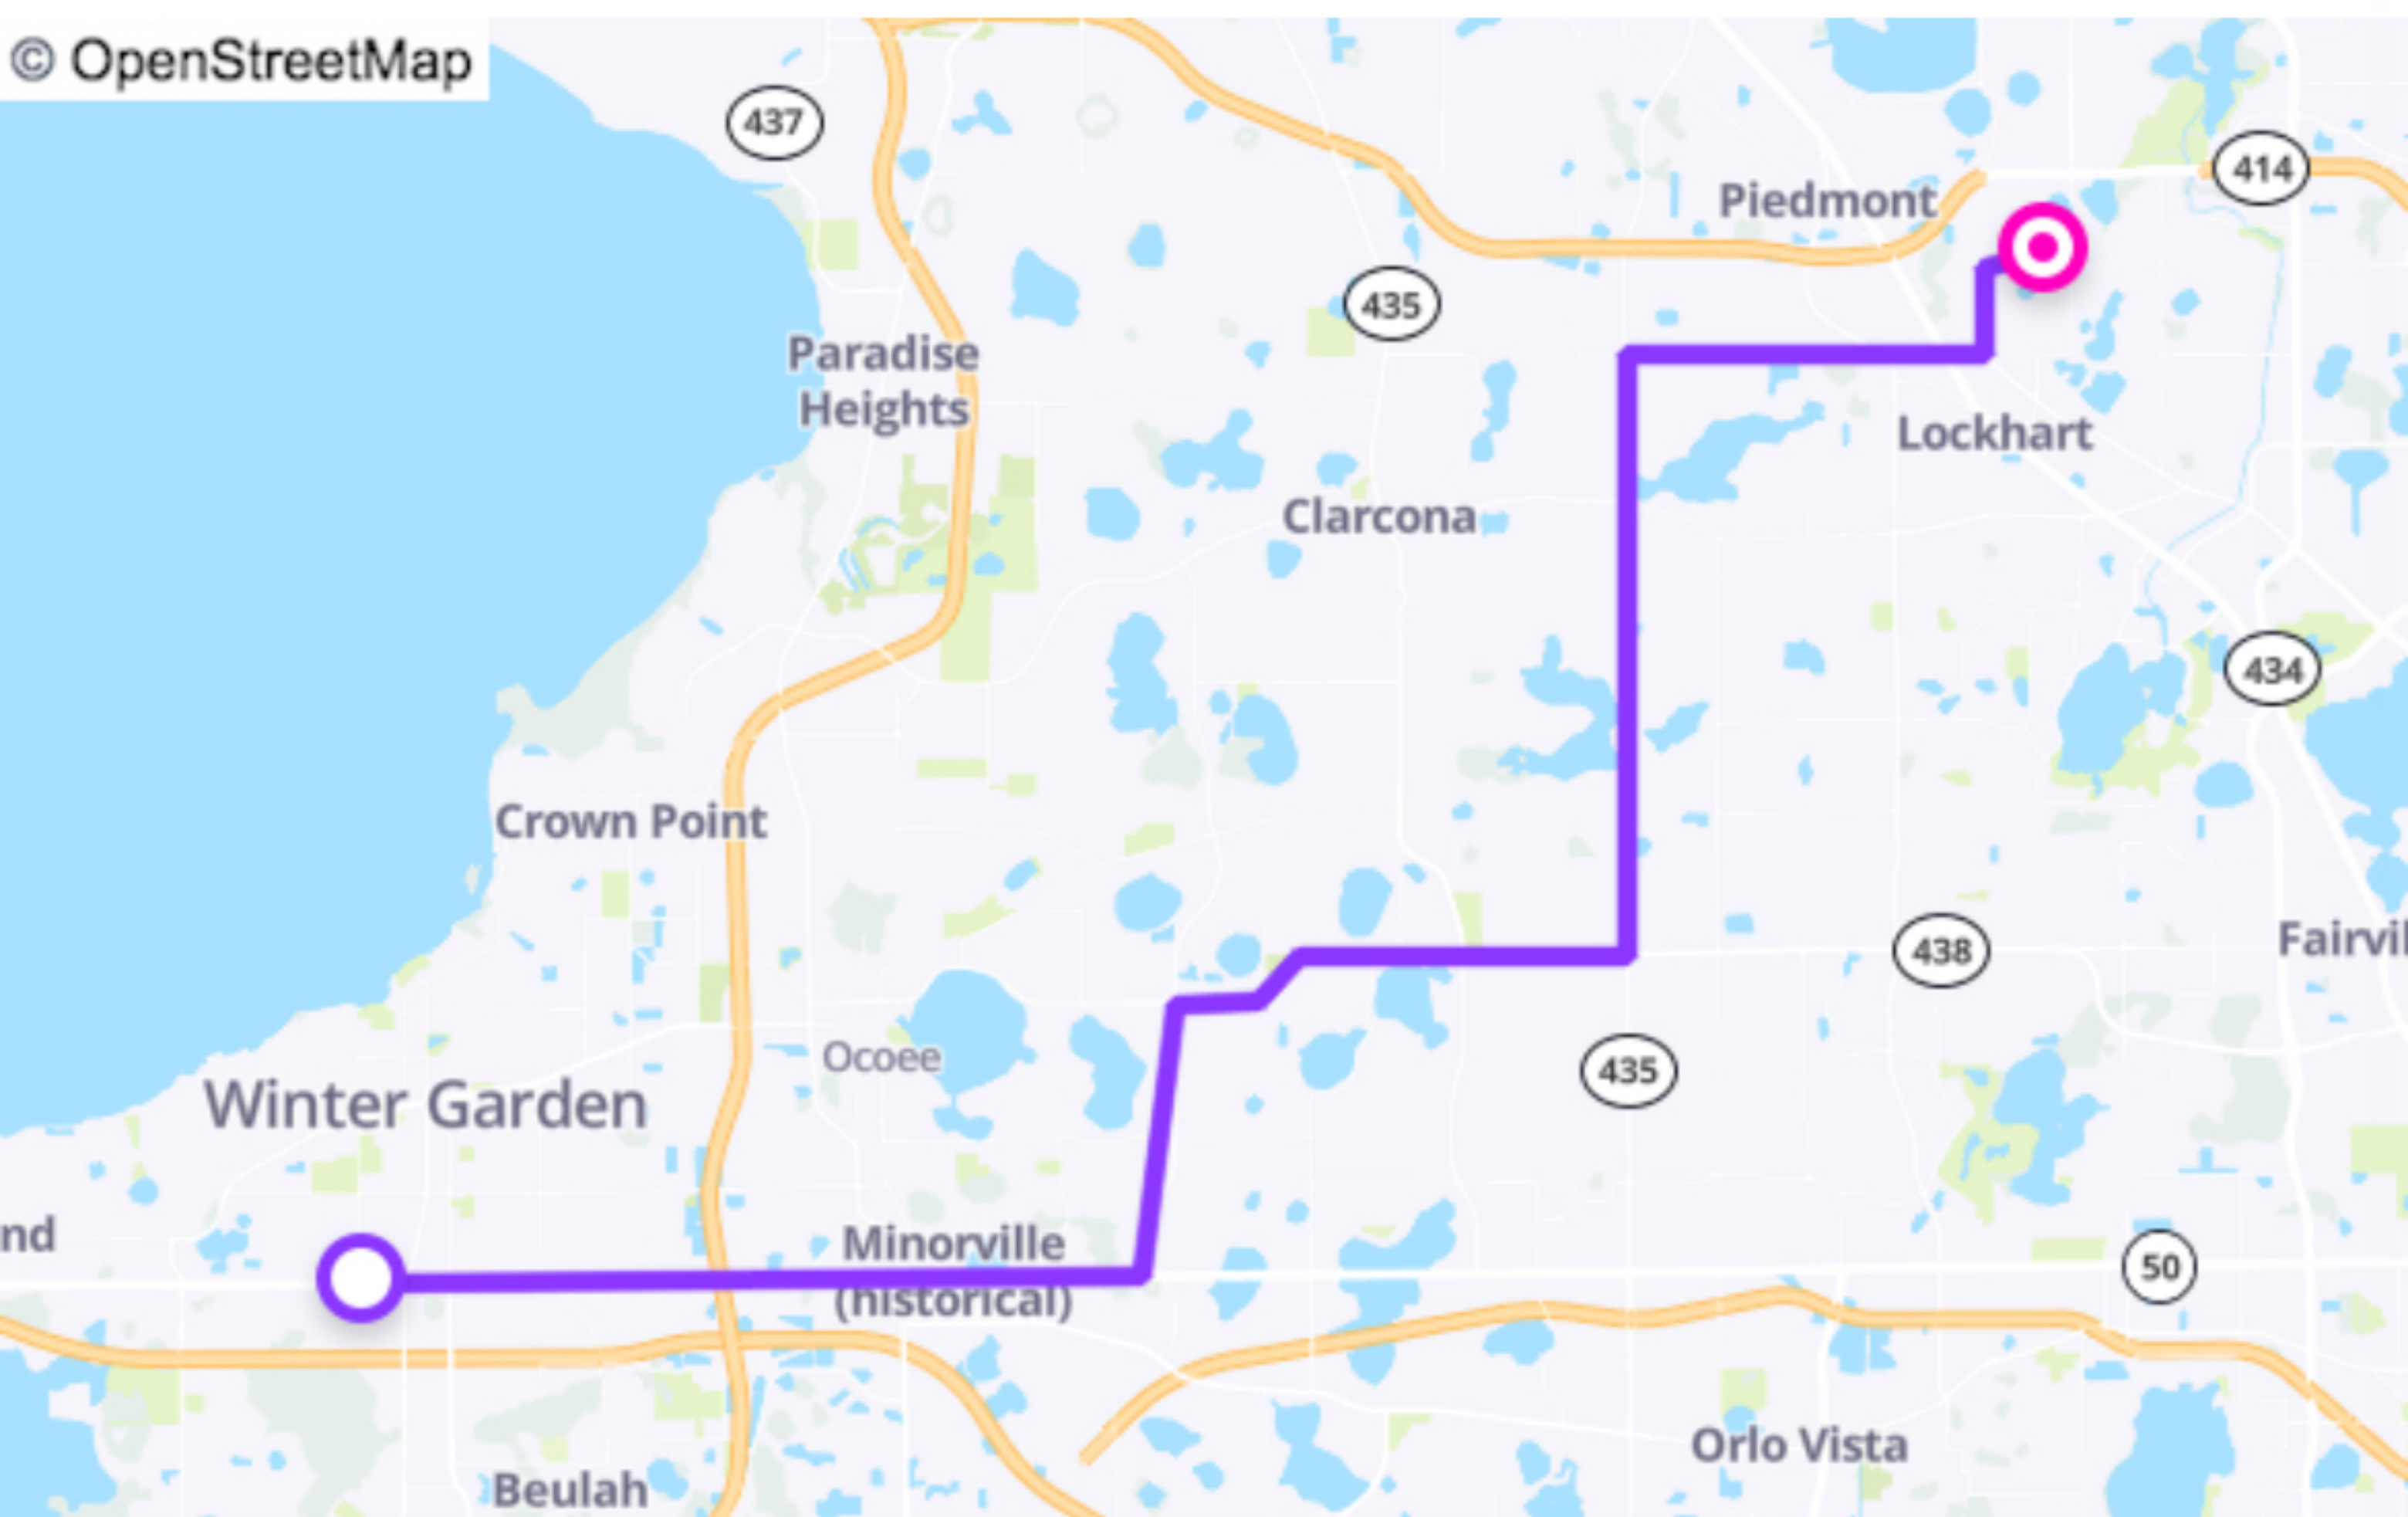 © OpenStreetMap
437
414
Piedmont
435
Paradise
Heights
Lockhart
Clarcona
434
Crown Point
438
Fairvil
Ocoee
435
Winter Garden
nd
Minorville
(historical)
50
Orlo Vista
Beulah